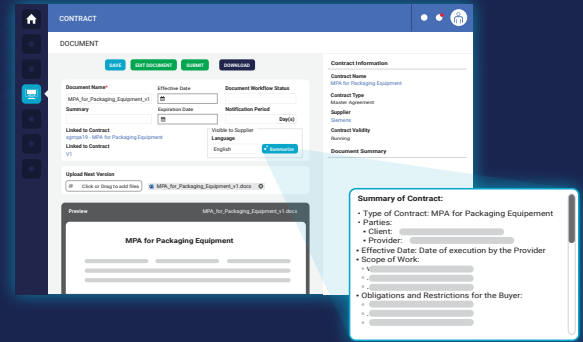 CONTRACT
DOCUMENT
SAVE
EDIT DOCUMENT
SUBMIT
DOWNLOAD
Document Name*
Effective Date
Document Workflow Status
MPA_for_Packaging_Equipment_v1
Summary
Expiration Date
Notification Period
Day(s)
Linked to Contract
Visible to Supplier
Language
English
Summarize
Linked to Contract
V1
Upload Next Version
Click or Drag to add files
MPA_for_Packaging_Equipment_v1.docx
Preview
MPA_for_Packaging_Equipment_v1.docx
MPA for Packaging Equipment
Contract Information
Contract Name
MPA for Packaging Equipment
Contract Type
Master Agreement
Supplier
Siemens
Contract Validity
Running
Document Summary
Summary of Contract:
• Type of Contract: MPA for Packaging Equipement
• Parties:
• Client:
• Provider:
• Effective Date: Date of execution by the Provider
• Scope of Work:
• Obligations and Restrictions for the Buyer: